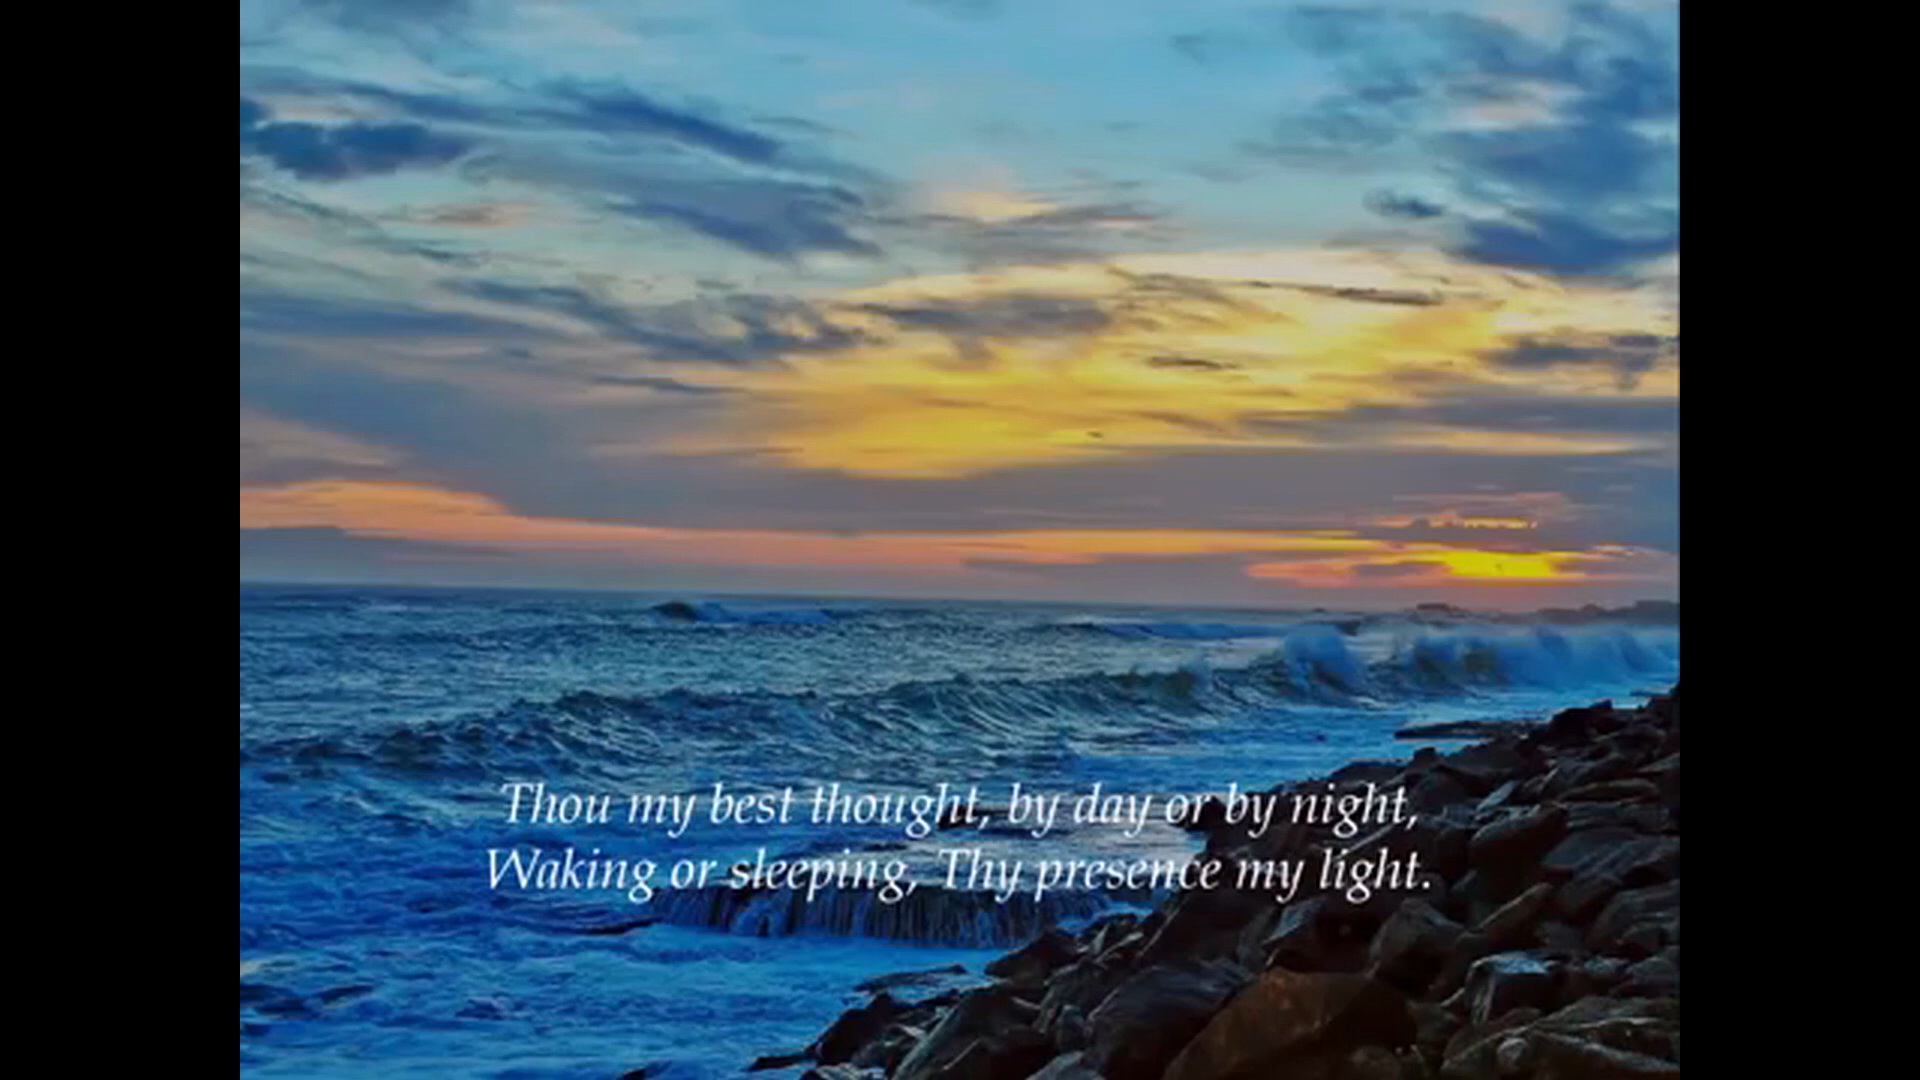 Thou my best thought, by day or by night,
Waking or sleeping, Thy presence my light.